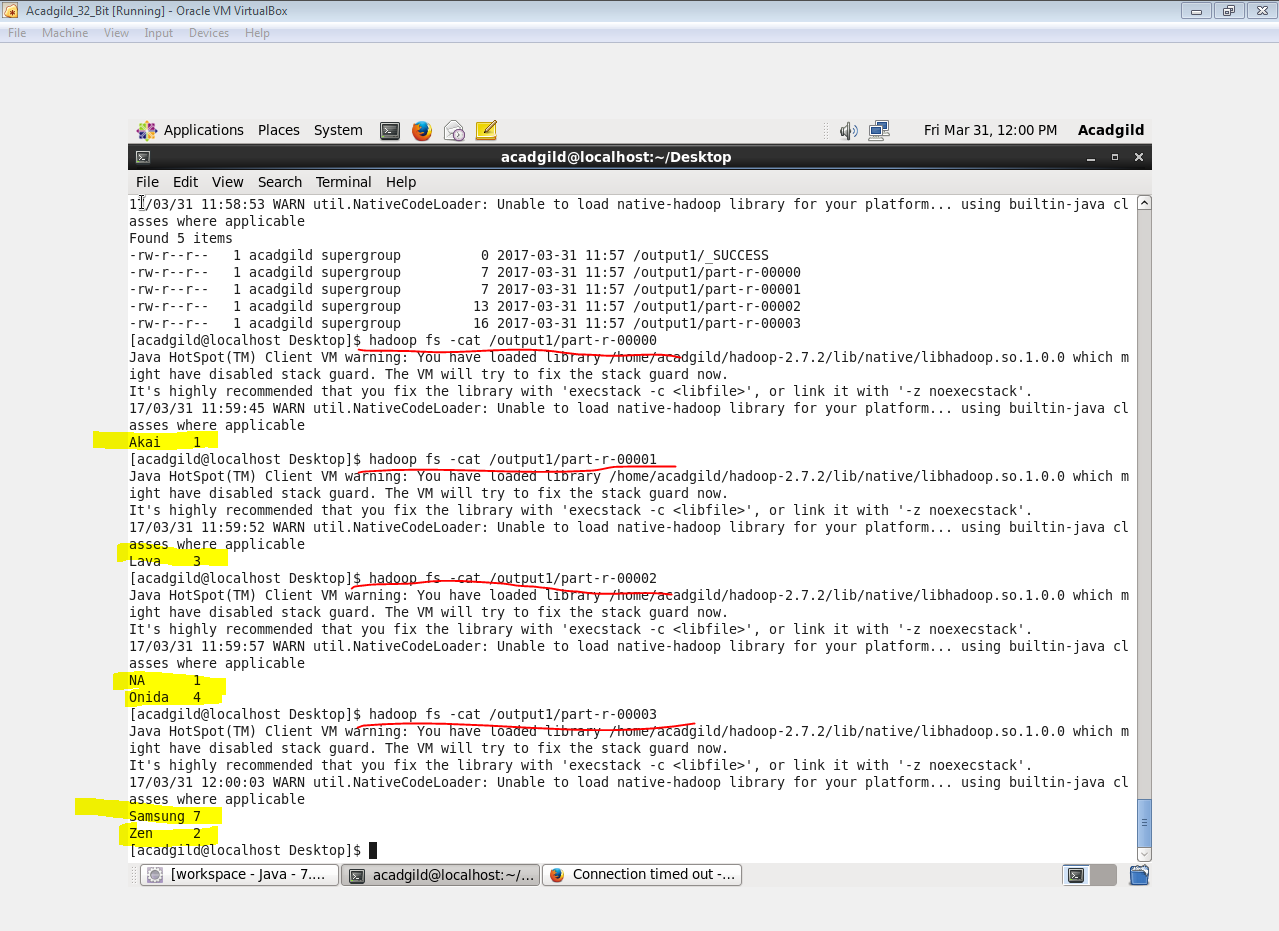 Acadgild_32_Bit [Running] - Oracle VM VirtualBox
File Machine View Input Devices Help
Applications Places System Fri Mar 31, 12:00 PM Acadgild
acadgild@localhost:~/Desktop
File Edit View Search Terminal Help
17/03/31 11:58:53 WARN util.NativeCodeLoader: Unable to load native-hadoop library for your platform... using builtin-java cl
asses where applicable
Found 5 items
-rw-r--r--   1 acadgild supergroup          0 2017-03-31 11:57 /output1/_SUCCESS
-rw-r--r--   1 acadgild supergroup          7 2017-03-31 11:57 /output1/part-r-00000
-rw-r--r--   1 acadgild supergroup          7 2017-03-31 11:57 /output1/part-r-00001
-rw-r--r--   1 acadgild supergroup         13 2017-03-31 11:57 /output1/part-r-00002
-rw-r--r--   1 acadgild supergroup         16 2017-03-31 11:57 /output1/part-r-00003
[acadgild@localhost Desktop]$ hadoop fs -cat /output1/part-r-00000
Java HotSpot(TM) Client VM warning: You have loaded library /home/acadgild/hadoop-2.7.2/lib/native/libhadoop.so.1.0.0 which m
ight have disabled stack guard. The VM will try to fix the stack guard now.
It's highly recommended that you fix the library with 'execstack -c <libfile>', or link it with '-z noexecstack'.
17/03/31 11:59:45 WARN util.NativeCodeLoader: Unable to load native-hadoop library for your platform... using builtin-java cl
asses where applicable
Akai    1
[acadgild@localhost Desktop]$ hadoop fs -cat /output1/part-r-00001
Java HotSpot(TM) Client VM warning: You have loaded library /home/acadgild/hadoop-2.7.2/lib/native/libhadoop.so.1.0.0 which m
ight have disabled stack guard. The VM will try to fix the stack guard now.
It's highly recommended that you fix the library with 'execstack -c <libfile>', or link it with '-z noexecstack'.
17/03/31 11:59:52 WARN util.NativeCodeLoader: Unable to load native-hadoop library for your platform... using builtin-java cl
asses where applicable
Lava    3
[acadgild@localhost Desktop]$ hadoop fs -cat /output1/part-r-00002
Java HotSpot(TM) Client VM warning: You have loaded library /home/acadgild/hadoop-2.7.2/lib/native/libhadoop.so.1.0.0 which m
ight have disabled stack guard. The VM will try to fix the stack guard now.
It's highly recommended that you fix the library with 'execstack -c <libfile>', or link it with '-z noexecstack'.
17/03/31 11:59:57 WARN util.NativeCodeLoader: Unable to load native-hadoop library for your platform... using builtin-java cl
asses where applicable
NA      1
Onida   4
[acadgild@localhost Desktop]$ hadoop fs -cat /output1/part-r-00003
Java HotSpot(TM) Client VM warning: You have loaded library /home/acadgild/hadoop-2.7.2/lib/native/libhadoop.so.1.0.0 which m
ight have disabled stack guard. The VM will try to fix the stack guard now.
It's highly recommended that you fix the library with 'execstack -c <libfile>', or link it with '-z noexecstack'.
17/03/31 12:00:03 WARN util.NativeCodeLoader: Unable to load native-hadoop library for your platform... using builtin-java cl
asses where applicable
Samsung 7
Zen     2
[acadgild@localhost Desktop]$
[workspace - Java - 7.... acadgild@localhost:~/... Connection timed out -...